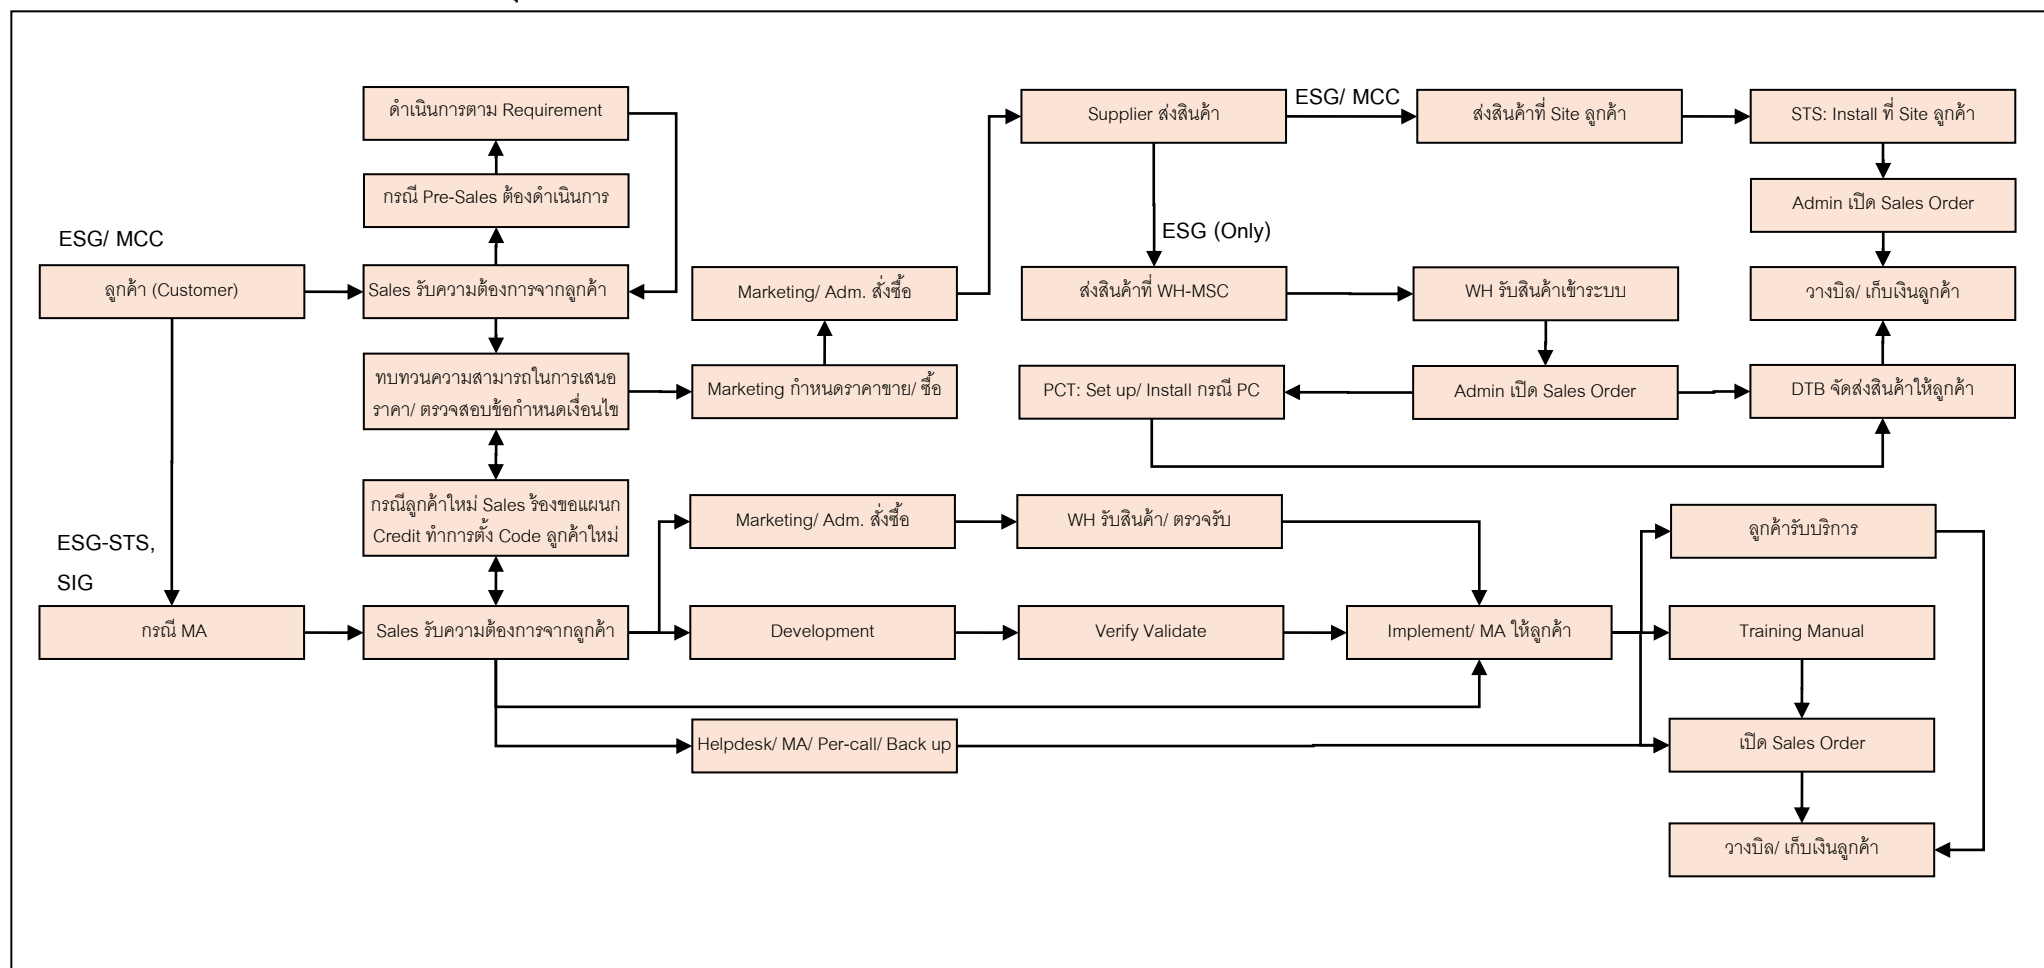 ดำเนินการตาม Requirement
Supplier ส่งสินค้า
ESG/ MCC
ส่งสินค้าที่ Site ลูกค้า
STS: Install ที่ Site ลูกค้า
กรณี Pre-Sales ต้องดำเนินการ
Admin เปิด Sales Order
ESG/ MCC
ESG (Only)
ลูกค้า (Customer)
Sales รับความต้องการจากลูกค้า
Marketing/ Adm. สั่งซื้อ
ส่งสินค้าที่ WH-MSC
WH รับสินค้าเข้าระบบ
วางบิล/ เก็บเงินลูกค้า
ทบทวนความสามารถในการเสนอ
ราคา/ ตรวจสอบข้อกำหนดเงื่อนไข
Marketing กำหนดราคาขาย/ ซื้อ
PCT: Set up/ Install กรณี PC
Admin เปิด Sales Order
DTB จัดส่งสินค้าให้ลูกค้า
กรณีลูกค้าใหม่ Sales ร้องขอแผนก
Credit ทำการตั้ง Code ลูกค้าใหม่
Marketing/ Adm. สั่งซื้อ
WH รับสินค้า/ ตรวจรับ
ลูกค้ารับบริการ
ESG-STS,
SIG
กรณี MA
Sales รับความต้องการจากลูกค้า
Development
Verify Validate
Implement/ MA ให้ลูกค้า
Training Manual
Helpdesk/ MA/ Per-call/ Back up
เปิด Sales Order
วางบิล/ เก็บเงินลูกค้า